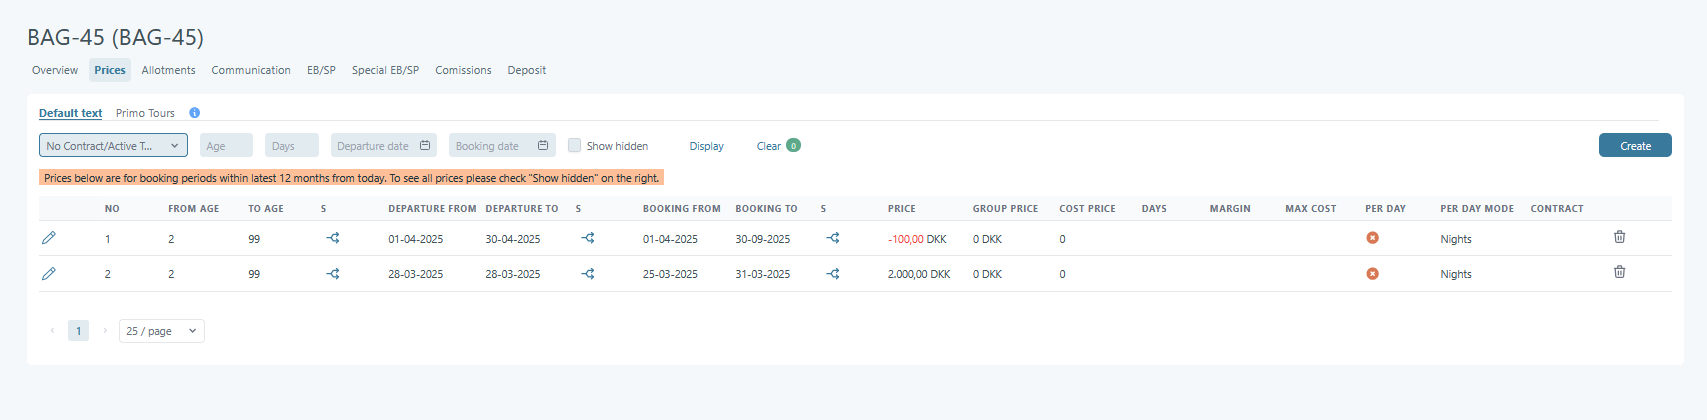 BAG-45 (BAG-45)
Overview Prices Allotments Communication EB/SP Special EB/SP Comissions Deposit
Default text Primo Tours
No Contract/Active T... Age Days Departure date Booking date Show hidden Display Clear 0 Create
Prices below are for booking periods within latest 12 months from today. To see all prices please check "Show hidden" on the right.
NO FROM AGE TO AGE S DEPARTURE FROM DEPARTURE TO S BOOKING FROM BOOKING TO S PRICE GROUP PRICE COST PRICE DAYS MARGIN MAX COST PER DAY PER DAY MODE CONTRACT
1 2 99 01-04-2025 30-04-2025 01-04-2025 30-09-2025 -100,00 DKK 0 DKK 0 Nights
2 2 99 28-03-2025 28-03-2025 25-03-2025 31-03-2025 2.000,00 DKK 0 DKK 0 Nights
1 25 / page